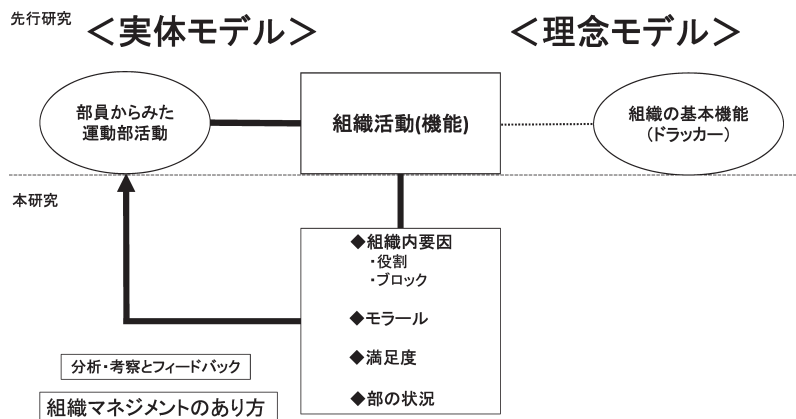 先行研究
＜実体モデル＞
＜理念モデル＞
部員からみた
運動部活動
組織活動(機能)
組織の基本機能
(ドラッカー)
本研究
◆組織内要因
・役割
・ブロック
◆モラール
◆満足度
◆部の状況
分析・考察とフィードバック
組織マネジメントのあり方